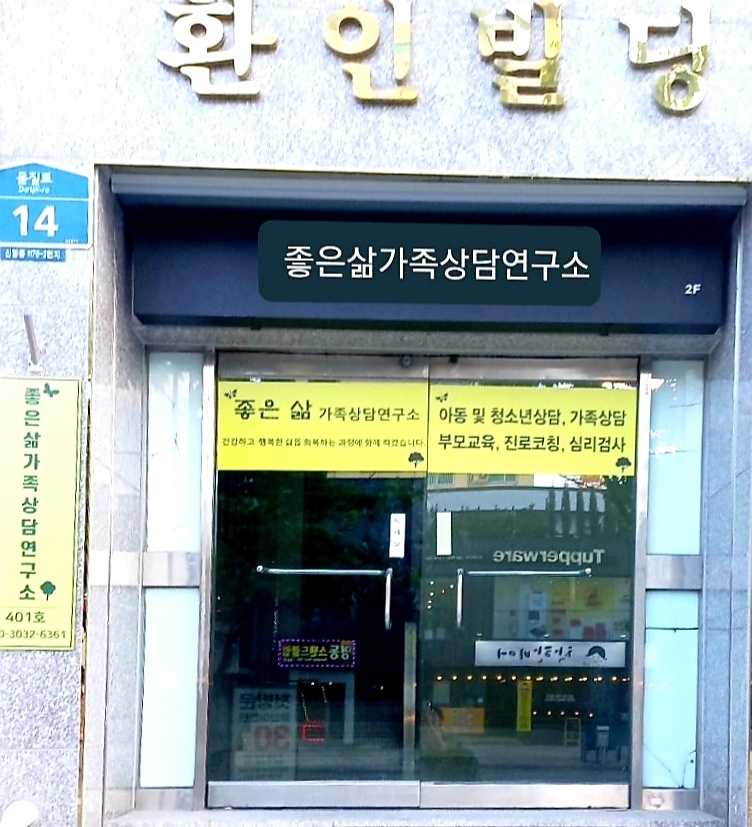 환인빌딩
14
좋은삶가족상담연구소
2F
좋은 삶 가족상담연구소
건강하고 행복한 삶을 회복하는 과정에 함께 하겠습니다.
아동 및 청소년상담, 가족상담
부모교육, 진로코칭, 심리검사
좋은삶가족상담연구소
401호
0-3032-6361
Tupperware